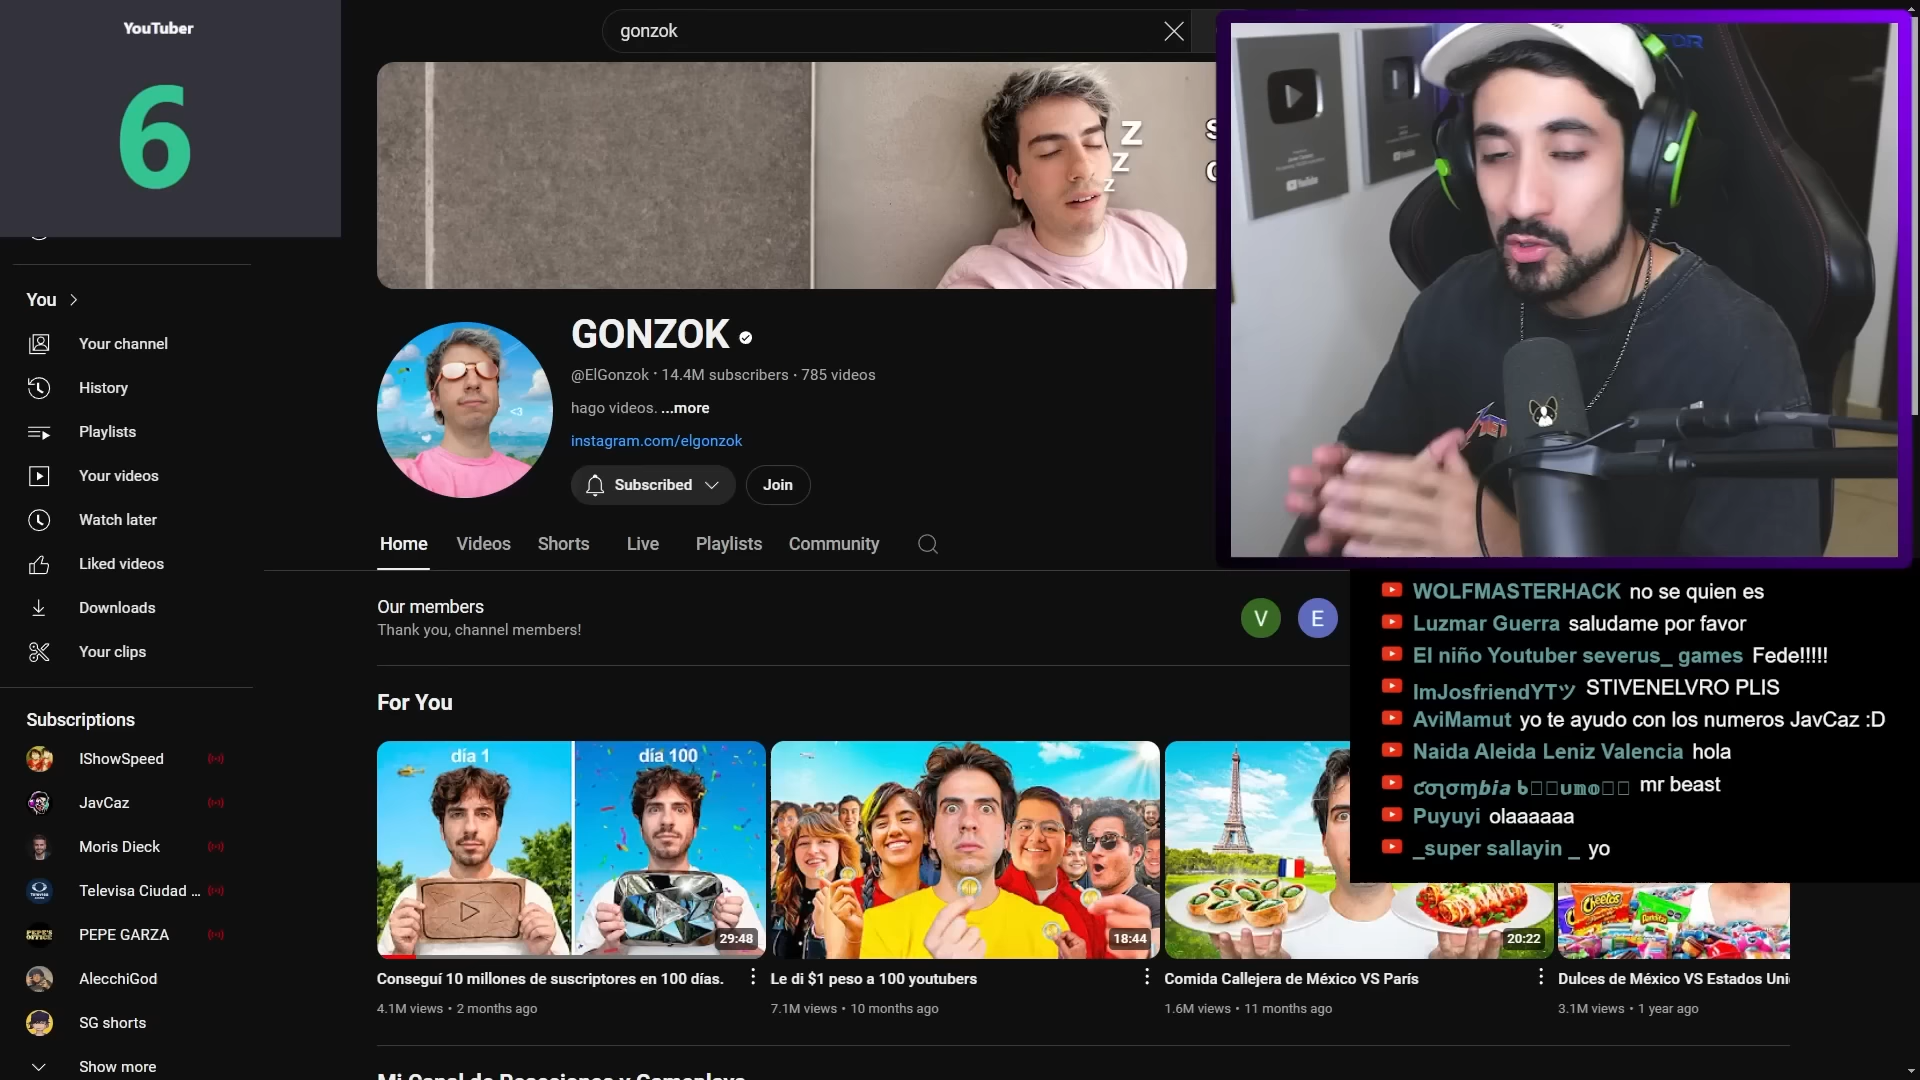 YouTuber
6
gonzok
Z
Z
Z
GONZOK
@ElGonzok · 14.4M subscribers · 785 videos
hago videos. ...more
instagram.com/elgonzok
Subscribed
Join
Home
Videos
Shorts
Live
Playlists
Community
You
Your channel
History
Playlists
Your videos
Watch later
Liked videos
Downloads
Your clips
Subscriptions
IShowSpeed
JavCaz
Moris Dieck
Televisa Ciudad ...
PEPE GARZA
AlecchiGod
SG shorts
Show more
Our members
Thank you, channel members!
V
E
For You
día 1
día 100
<3
29:48
18:44
20:22
Cheetos
Conseguí 10 millones de suscriptores en 100 días.
4.1M views · 2 months ago
Le di $1 peso a 100 youtubers
7.1M views · 10 months ago
Comida Callejera de México VS París
1.6M views · 11 months ago
Dulces de México VS Estados Uni
3.1M views · 1 year ago
Mi Canal de Reacciones y Gameplays
YouTube
WOLFMASTERHACK no se quien es
Luzmar Guerra saludame por favor
El niño Youtuber severus_ games Fede!!!!!
ImJosfriendYTツ STIVENELVRO PLIS
AviMamut yo te ayudo con los numeros JavCaz :D
Naida Aleida Leniz Valencia hola
mr beast
Puyuyi olaaaaaa
_super sallayin _ yo